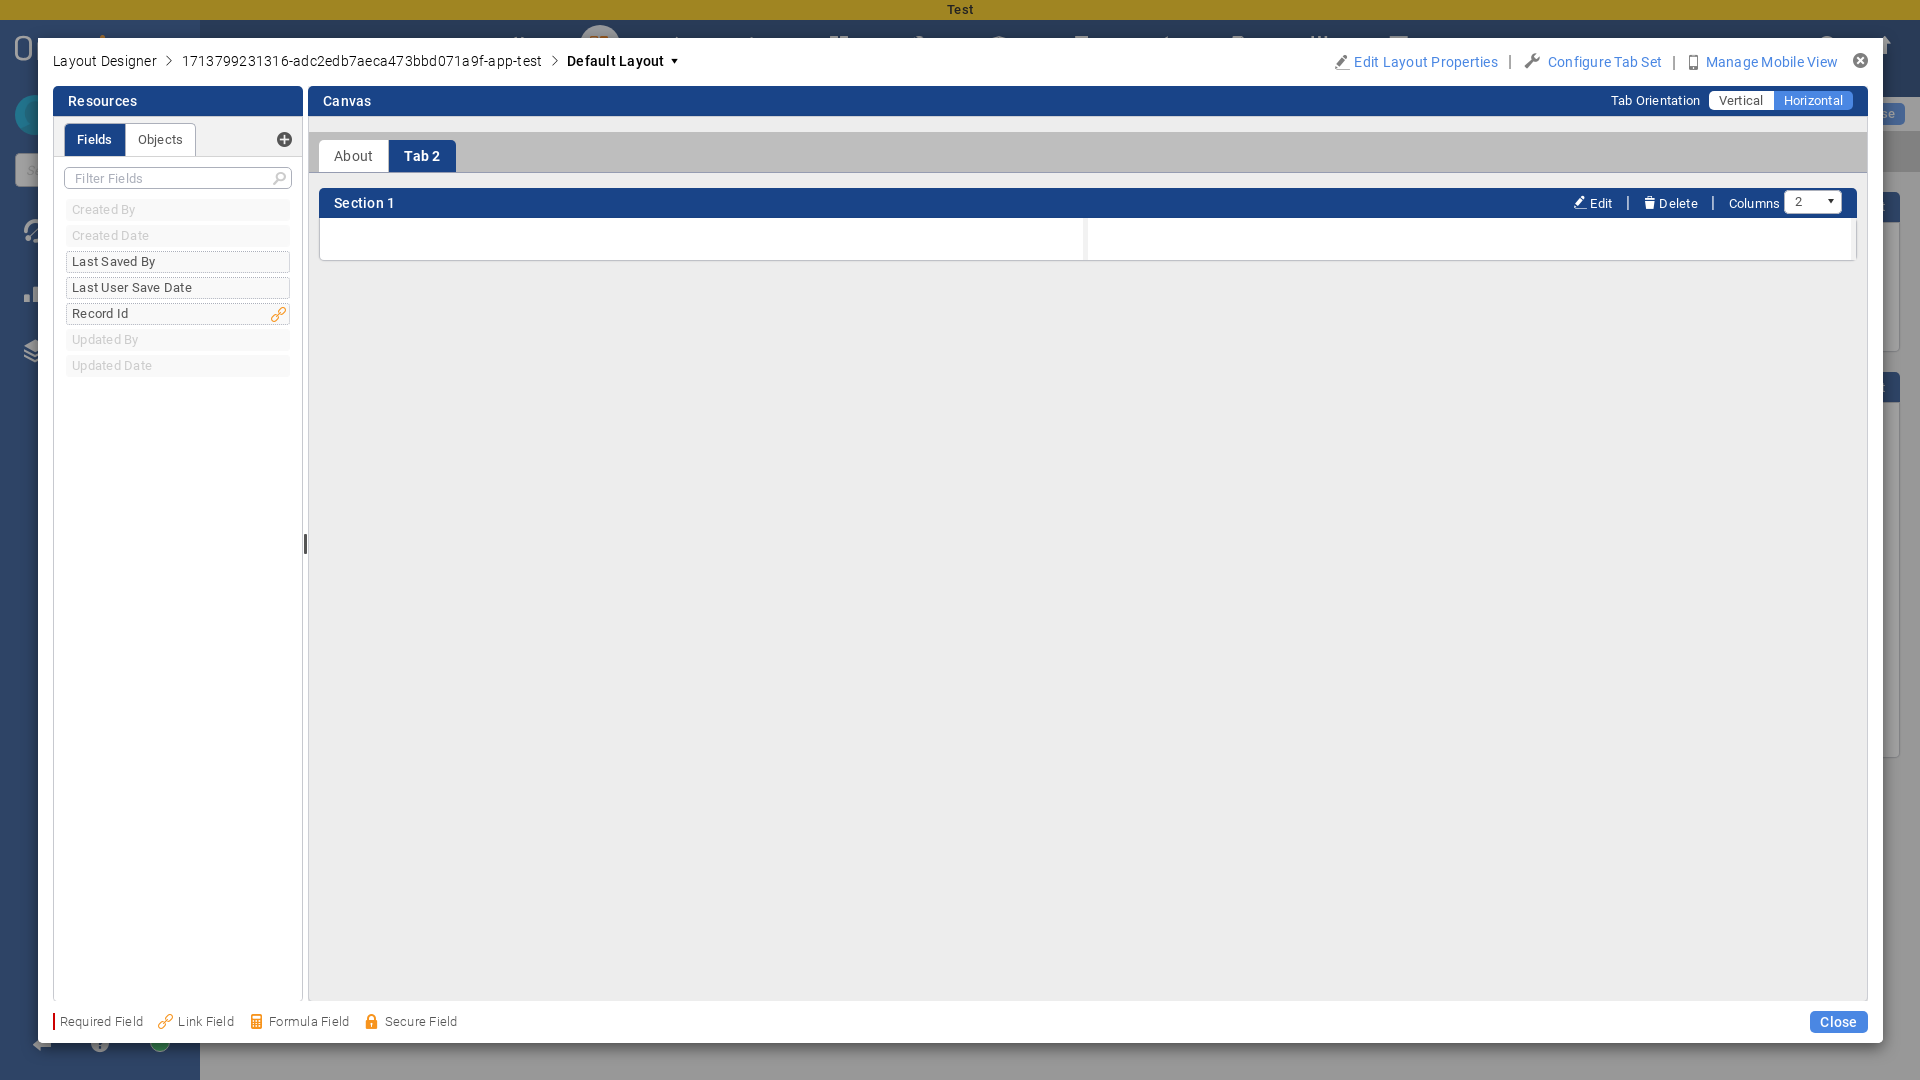 Test
Layout Designer > 1713799231316-adc2edb7aeca473bbd071a9f-app-test > Default Layout
Edit Layout Properties | Configure Tab Set | Manage Mobile View
Resources
Canvas
Tab Orientation Vertical Horizontal
Fields Objects
About Tab 2
Filter Fields
Section 1
Edit | Delete | Columns 2
Created By
Created Date
Last Saved By
Last User Save Date
Record Id
Updated By
Updated Date
Required Field Link Field Formula Field Secure Field
Close